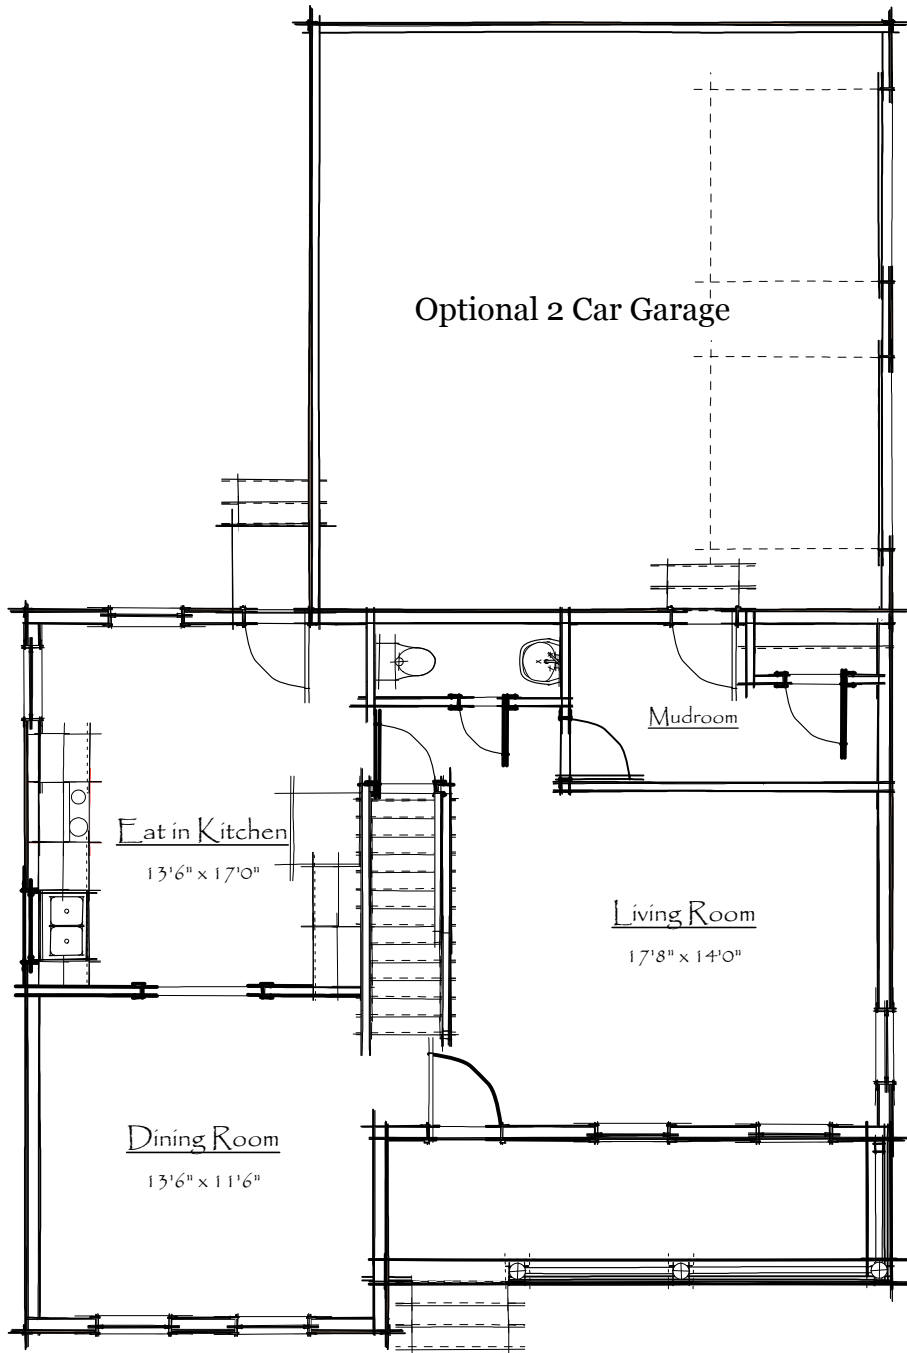 Optional 2 Car Garage
Mudroom
Eat in Kitchen
13'6" x 17'0"
Living Room
17'8" x 14'0"
Dining Room
13'6" x 11'6"